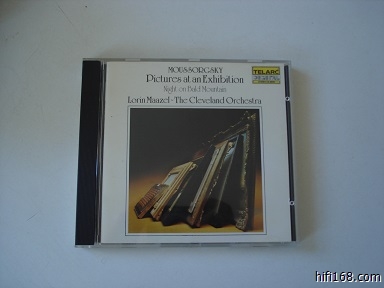 MOUSSORGSKY
Pictures at an Exhibition
Night on Bald Mountain
Lorin Maazel • The Cleveland Orchestra
TELARC
hifi168.com